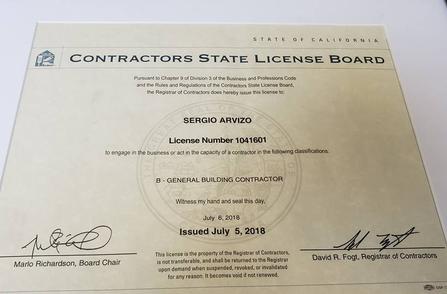 STATE OF CALIFORNIA
CONTRACTORS STATE LICENSE BOARD
Pursuant to Chapter 9 of Division 3 of the Business and Professions Code
and the Rules and Regulations of the Contractors State License Board,
the Registrar of Contractors does hereby issue this license to:
SERGIO ARVIZO
License Number 1041601
to engage in the business or act in the capacity of a contractor in the following classifications:
B - GENERAL BUILDING CONTRACTOR
Witness my hand and seal this day,
July 6, 2018
Issued July 5, 2018
Marlo Richardson, Board Chair
This license is the property of the Registrar of Contractors,
is not transferable, and shall be returned to the Registrar
upon demand when suspended, revoked, or invalidated
for any reason. It becomes void if not renewed.
David R. Fogt, Registrar of Contractors